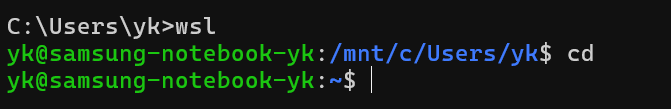 C:\Users\yk>wsl
yk@samsung-notebook-yk:/mnt/c/Users/yk$ cd
yk@samsung-notebook-yk:~$